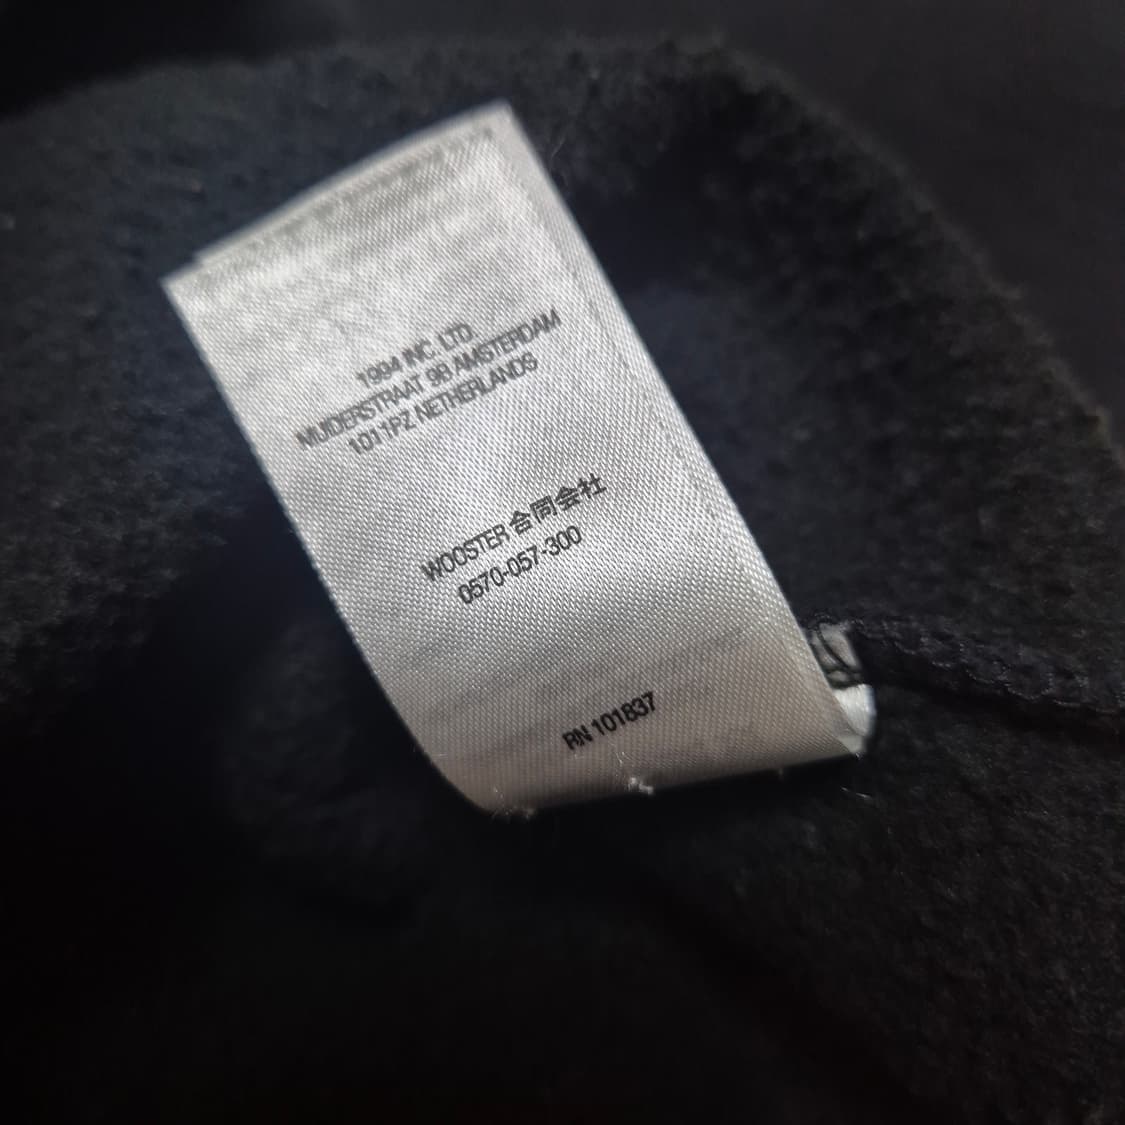 1994 INC. LTD.
MUIDERSTRAAT 98 AMSTERDAM
1011PZ NETHERLANDS
WOOSTER 合同会社
0570-057-300
RN 101837